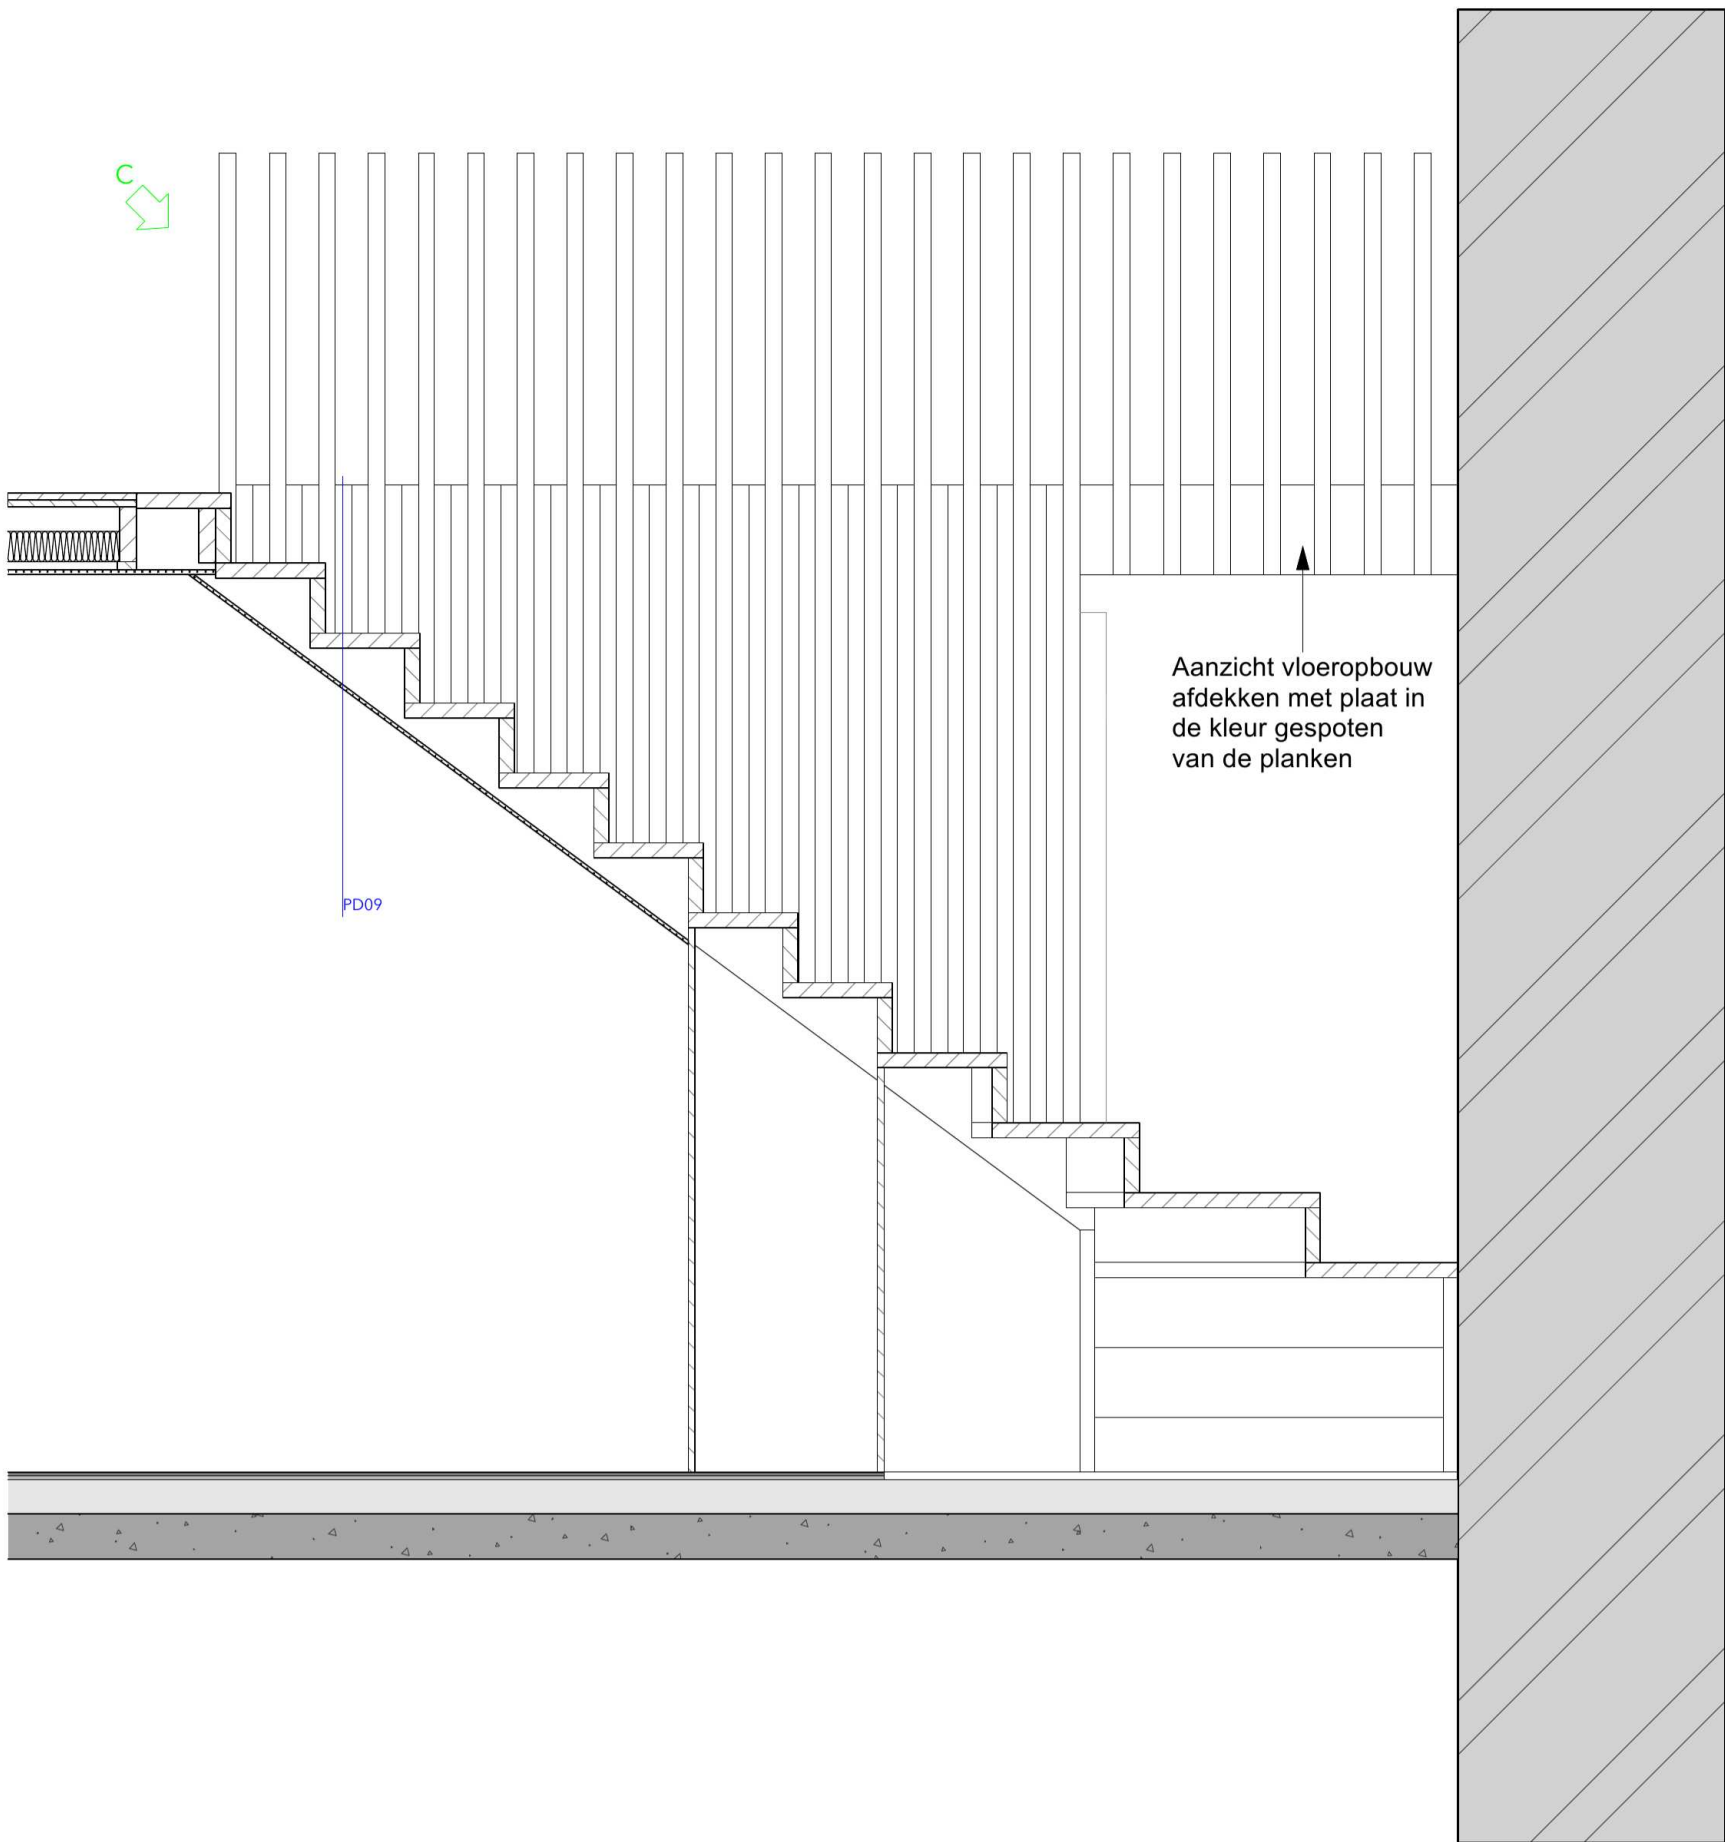 C
Aanzicht vloeropbouw
afdekken met plaat in
de kleur gespoten
van de planken
PD09